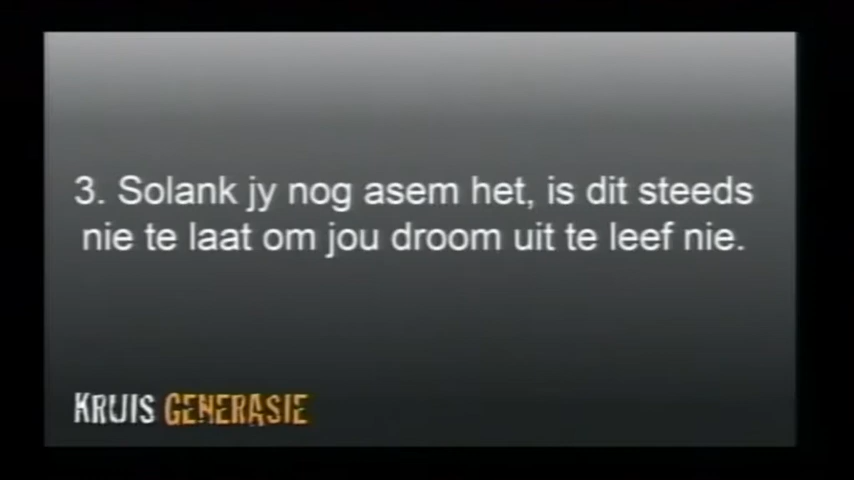 3. Solank jy nog asem het, is dit steeds
nie te laat om jou droom uit te leef nie.
KRUIS GENERASIE